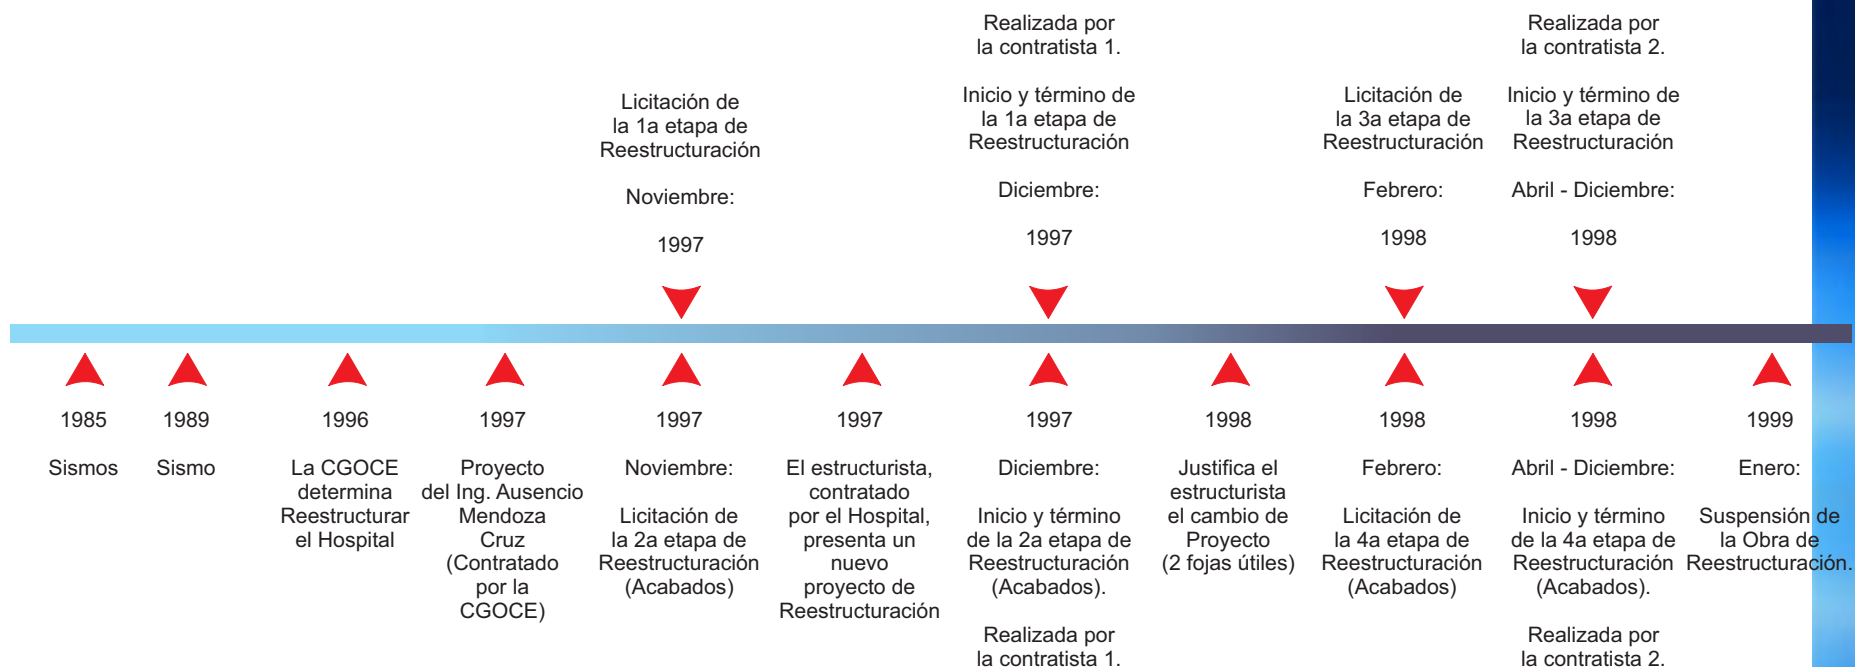 Licitación de
la 1a etapa de
Reestructuración
Noviembre:
1997
Realizada por
la contratista 1.
Inicio y término de
la 1a etapa de
Reestructuración
Diciembre:
1997
Licitación de
la 3a etapa de
Reestructuración
Febrero:
1998
Realizada por
la contratista 2.
Inicio y término de
la 3a etapa de
Reestructuración
Abril - Diciembre:
1998
1985
Sismos
1989
Sismo
1996
La CGOCE
determina
Reestructurar
el Hospital
1997
Proyecto
del Ing. Ausencio
Mendoza
Cruz
(Contratado
por la
CGOCE)
1997
Noviembre:
Licitación de
la 2a etapa de
Reestructuración
(Acabados)
1997
El estructurista,
contratado
por el Hospital,
presenta un
nuevo
proyecto de
Reestructuración
1997
Diciembre:
Inicio y término
de la 2a etapa de
Reestructuración
(Acabados).
Realizada por
la contratista 1.
1998
Justifica el
estructurista
el cambio de
Proyecto
(2 fojas útiles)
1998
Febrero:
Licitación de
la 4a etapa de
Reestructuración
(Acabados)
1998
Abril - Diciembre:
Inicio y término
de la 4a etapa de
Reestructuración
(Acabados).
Realizada por
la contratista 2.
1999
Enero:
Suspensión de
la Obra de
Reestructuración.